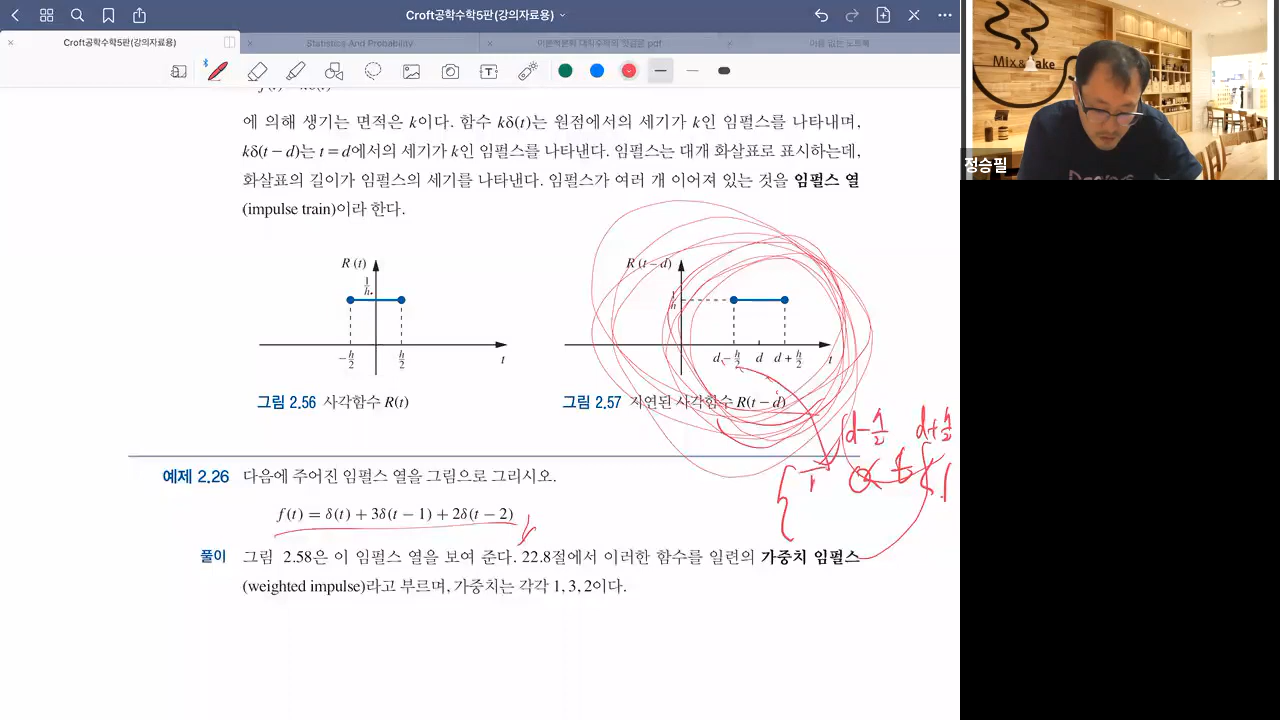 Croft공학수학5판(강의자료용)
Croft공학수학5판(강의자료용)
Statistics And Probability
이름 없는 노트북
에 의해 생기는 면적은 k이다. 함수 kδ(t)는 원점에서의 세기가 k인 임펄스를 나타내며,
kδ(t − d)는 t = d에서의 세기가 k인 임펄스를 나타낸다. 임펄스는 대개 화살표로 표시하는데,
화살표의 길이가 임펄스의 세기를 나타낸다. 임펄스가 여러 개 이어져 있는 것을 임펄스 열
(impulse train)이라 한다.
R (t)
1/h
−h/2
h/2
t
그림 2.56 사각함수 R(t)
R (t − d)
1/h
d − h/2
d
d + h/2
t
그림 2.57 지연된 사각함수 R(t − d)
d − h/2
d + h/2
예제 2.26 다음에 주어진 임펄스 열을 그림으로 그리시오.
f(t) = δ(t) + 3δ(t − 1) + 2δ(t − 2)
풀이 그림 2.58은 이 임펄스 열을 보여 준다. 22.8절에서 이러한 함수를 일련의 가중치 임펄스
(weighted impulse)라고 부르며, 가중치는 각각 1, 3, 2이다.
정승필